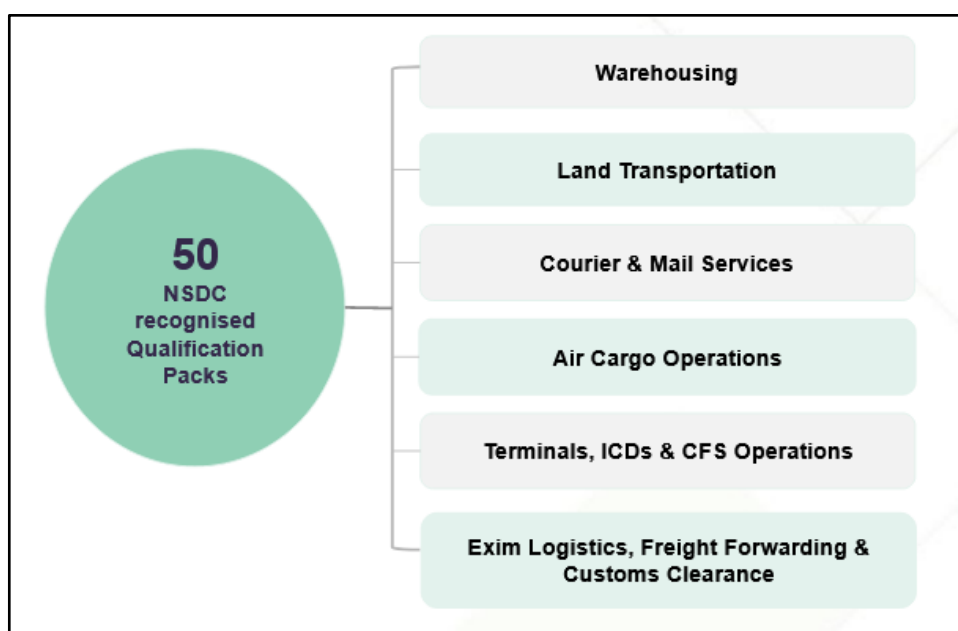 50
NSDC
recognised
Qualification
Packs
Warehousing
Land Transportation
Courier & Mail Services
Air Cargo Operations
Terminals, ICDs & CFS Operations
Exim Logistics, Freight Forwarding &
Customs Clearance